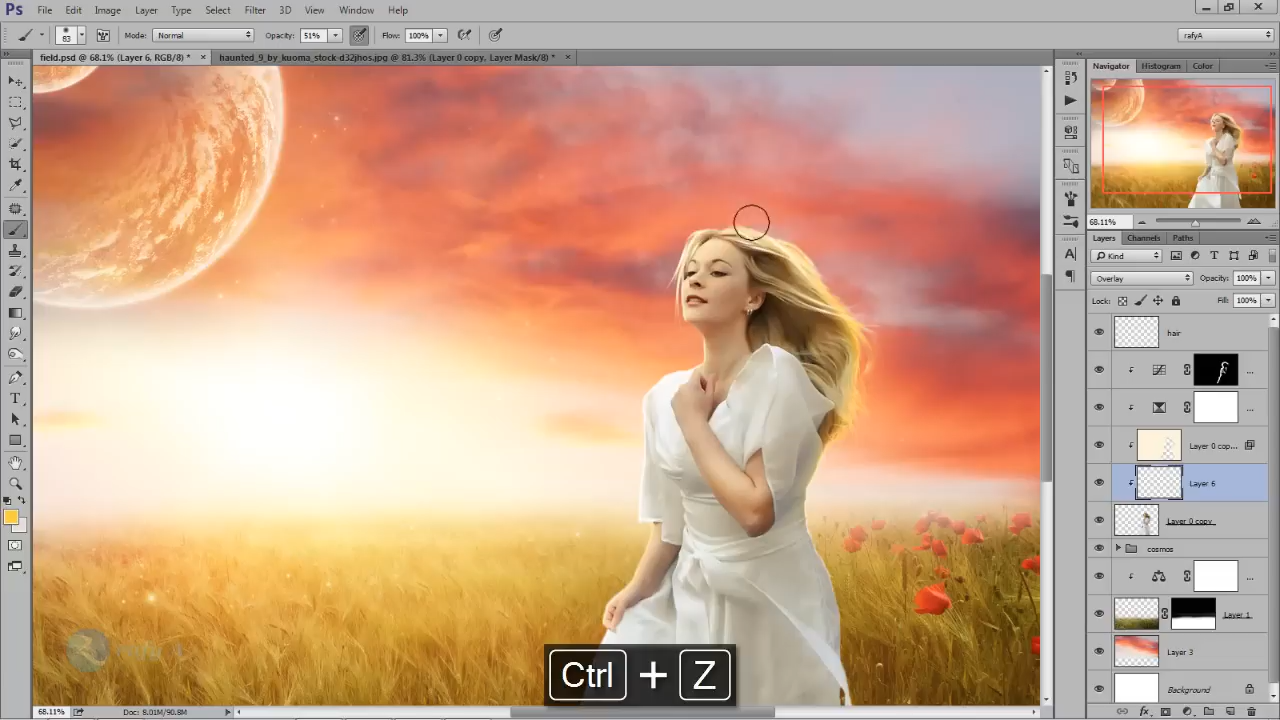 Ps File Edit Image Layer Type Select Filter 3D View Window Help
83 Mode: Normal Opacity: 51% Flow: 100% rafyA
field.psd @ 68.1% (Layer 6, RGB/8) * × haunted_9_by_kuoma_stock-d32jhos.jpg @ 81.3% (Layer 0 copy, Layer Mask/8) * ×
Navigator Histogram Color
68.11%
Layers Channels Paths
Kind
Overlay Opacity: 100%
Lock: Fill: 100%
hair
...
...
Layer 0 cop...
Layer 6
Layer 0 copy
cosmos
...
Layer 1
Layer 3
Background
Ctrl + Z
68.11% Doc: 8.01M/90.8M